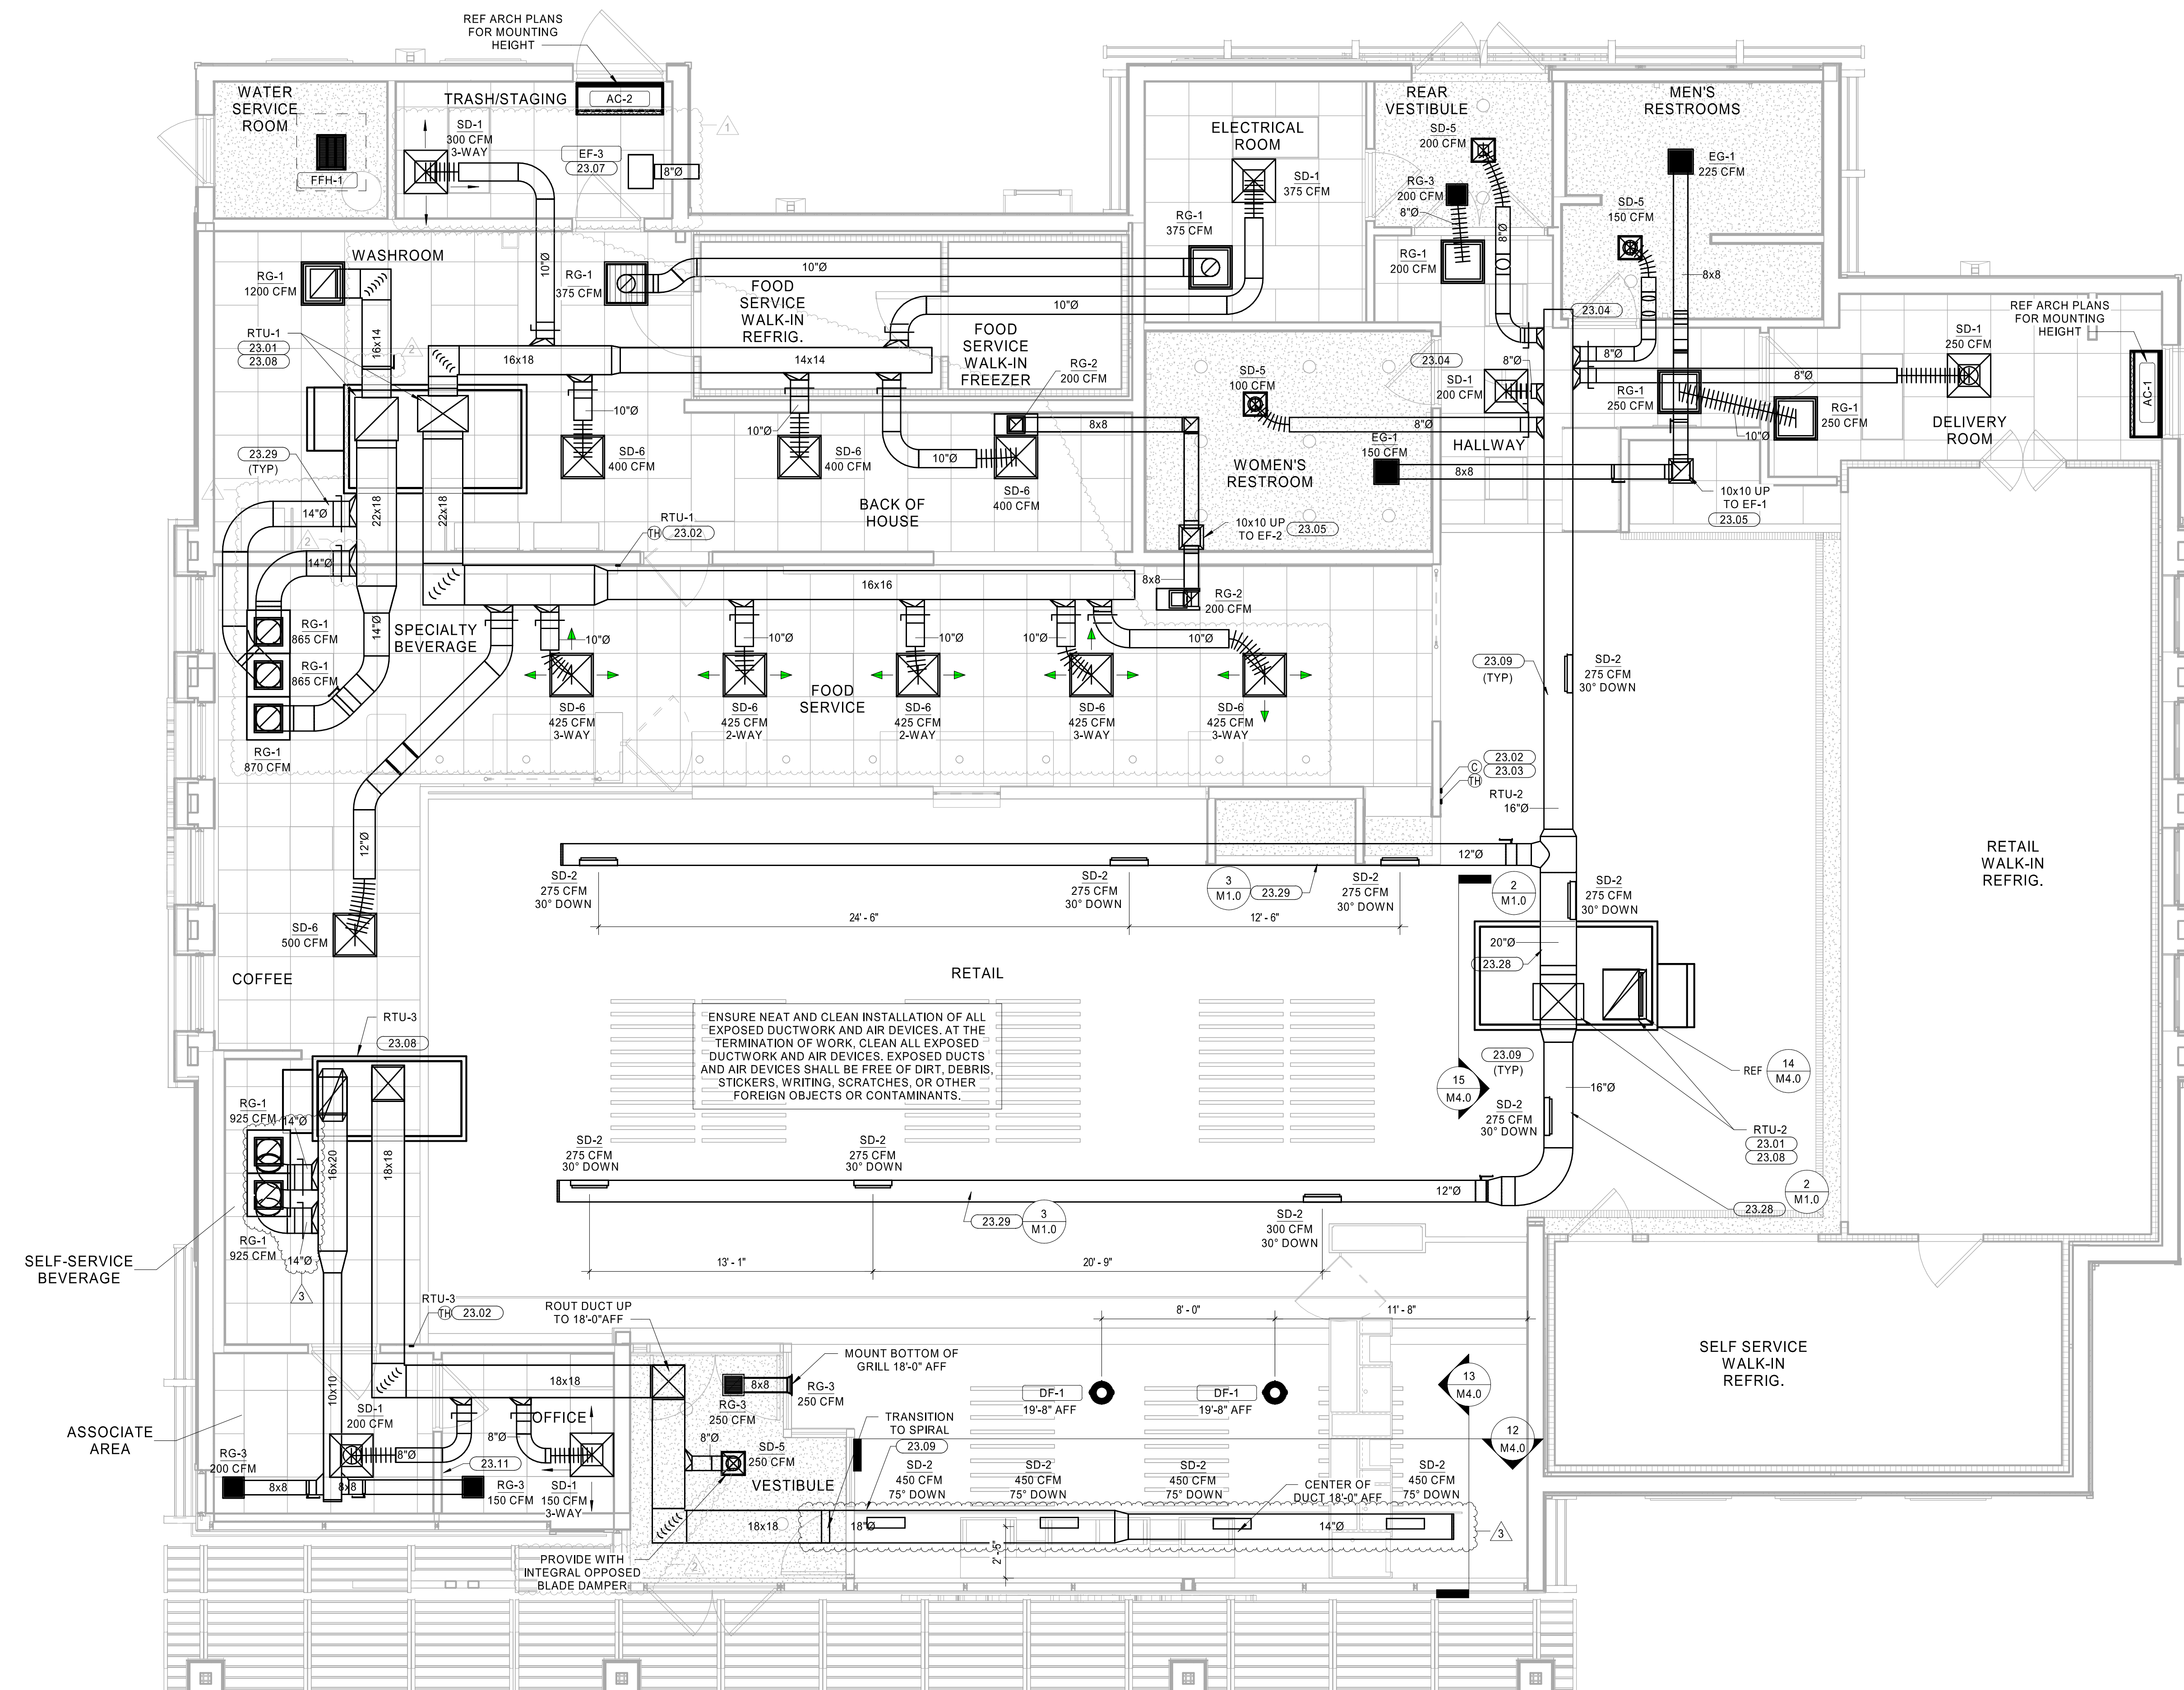 REF ARCH PLANS
FOR MOUNTING
HEIGHT
WATER
SERVICE
ROOM
FFH-1
TRASH/STAGING
AC-2
SD-1
300 CFM
3-WAY
EF-3
23.07
8"Ø
1
10"Ø
ELECTRICAL
ROOM
SD-1
375 CFM
RG-1
375 CFM
REAR
VESTIBULE
SD-5
200 CFM
RG-3
200 CFM
8"Ø
8"Ø
RG-1
200 CFM
MEN'S
RESTROOMS
EG-1
225 CFM
SD-5
150 CFM
8x8
23.04
WASHROOM
RG-1
1200 CFM
RTU-1
23.01
23.08
16x14
2
RG-1
375 CFM
10"Ø
FOOD
SERVICE
WALK-IN
REFRIG.
10"Ø
16x18
14x14
FOOD
SERVICE
WALK-IN
FREEZER
RG-2
200 CFM
10"Ø
10"Ø
SD-6
400 CFM
SD-6
400 CFM
10"Ø
SD-6
400 CFM
8x8
BACK OF
HOUSE
SD-5
100 CFM
8"Ø
EG-1
150 CFM
WOMEN'S
RESTROOM
23.04
8"Ø
SD-1
200 CFM
HALLWAY
8x8
8"Ø
8"Ø
RG-1
250 CFM
10"Ø
RG-1
250 CFM
SD-1
250 CFM
REF ARCH PLANS
FOR MOUNTING
HEIGHT
AC-1
DELIVERY
ROOM
10x10 UP
TO EF-1
23.05
10x10 UP
TO EF-2
23.05
23.29
(TYP)
14"Ø
2
14"Ø
22x18
22x18
RTU-1
TH
23.02
16x16
8x8
RG-2
200 CFM
RG-1
865 CFM
RG-1
865 CFM
RG-1
870 CFM
14"Ø
SPECIALTY
BEVERAGE
10"Ø
10"Ø
10"Ø
10"Ø
10"Ø
FOOD
SERVICE
SD-6
425 CFM
3-WAY
SD-6
425 CFM
2-WAY
SD-6
425 CFM
2-WAY
SD-6
425 CFM
3-WAY
SD-6
425 CFM
3-WAY
23.09
(TYP)
SD-2
275 CFM
30° DOWN
C
23.02
23.03
TH
RTU-2
16"Ø
12"Ø
SD-6
500 CFM
COFFEE
12"Ø
SD-2
275 CFM
30° DOWN
SD-2
275 CFM
30° DOWN
3
M1.0
23.29
SD-2
275 CFM
30° DOWN
2
M1.0
SD-2
275 CFM
30° DOWN
24' - 6"
12' - 6"
20"Ø
23.28
RETAIL
WALK-IN
REFRIG.
RETAIL
ENSURE NEAT AND CLEAN INSTALLATION OF ALL
EXPOSED DUCTWORK AND AIR DEVICES. AT THE
TERMINATION OF WORK, CLEAN ALL EXPOSED
DUCTWORK AND AIR DEVICES. EXPOSED DUCTS
AND AIR DEVICES SHALL BE FREE OF DIRT, DEBRIS,
STICKERS, WRITING, SCRATCHES, OR OTHER
FOREIGN OBJECTS OR CONTAMINANTS.
RTU-3
23.08
23.09
(TYP)
REF
14
M4.0
15
M4.0
16"Ø
SD-2
275 CFM
30° DOWN
RTU-2
23.01
23.08
2
M1.0
23.28
RG-1
925 CFM
14"Ø
16x20
18x18
RG-1
925 CFM
14"Ø
3
SELF-SERVICE
BEVERAGE
SD-2
275 CFM
30° DOWN
SD-2
275 CFM
30° DOWN
12"Ø
23.29
3
M1.0
SD-2
300 CFM
30° DOWN
13' - 1"
20' - 9"
RTU-3
TH
23.02
ROUT DUCT UP
TO 18'-0"AFF
8' - 0"
11' - 8"
SELF SERVICE
WALK-IN
REFRIG.
MOUNT BOTTOM OF
GRILL 18'-0" AFF
18x18
8x8
RG-3
250 CFM
RG-3
250 CFM
DF-1
19'-8" AFF
DF-1
19'-8" AFF
13
M4.0
12
M4.0
10x10
SD-1
200 CFM
OFFICE
ASSOCIATE
AREA
8"Ø
8"Ø
23.11
RG-3
200 CFM
8x8
8x8
RG-3
150 CFM
SD-1
150 CFM
3-WAY
8"Ø
SD-5
250 CFM
VESTIBULE
TRANSITION
TO SPIRAL
23.09
SD-2
450 CFM
75° DOWN
SD-2
450 CFM
75° DOWN
SD-2
450 CFM
75° DOWN
CENTER OF
DUCT 18'-0" AFF
SD-2
450 CFM
75° DOWN
18x18
18"Ø
14"Ø
3
2' - 5"
PROVIDE WITH
INTEGRAL OPPOSED
BLADE DAMPER
2